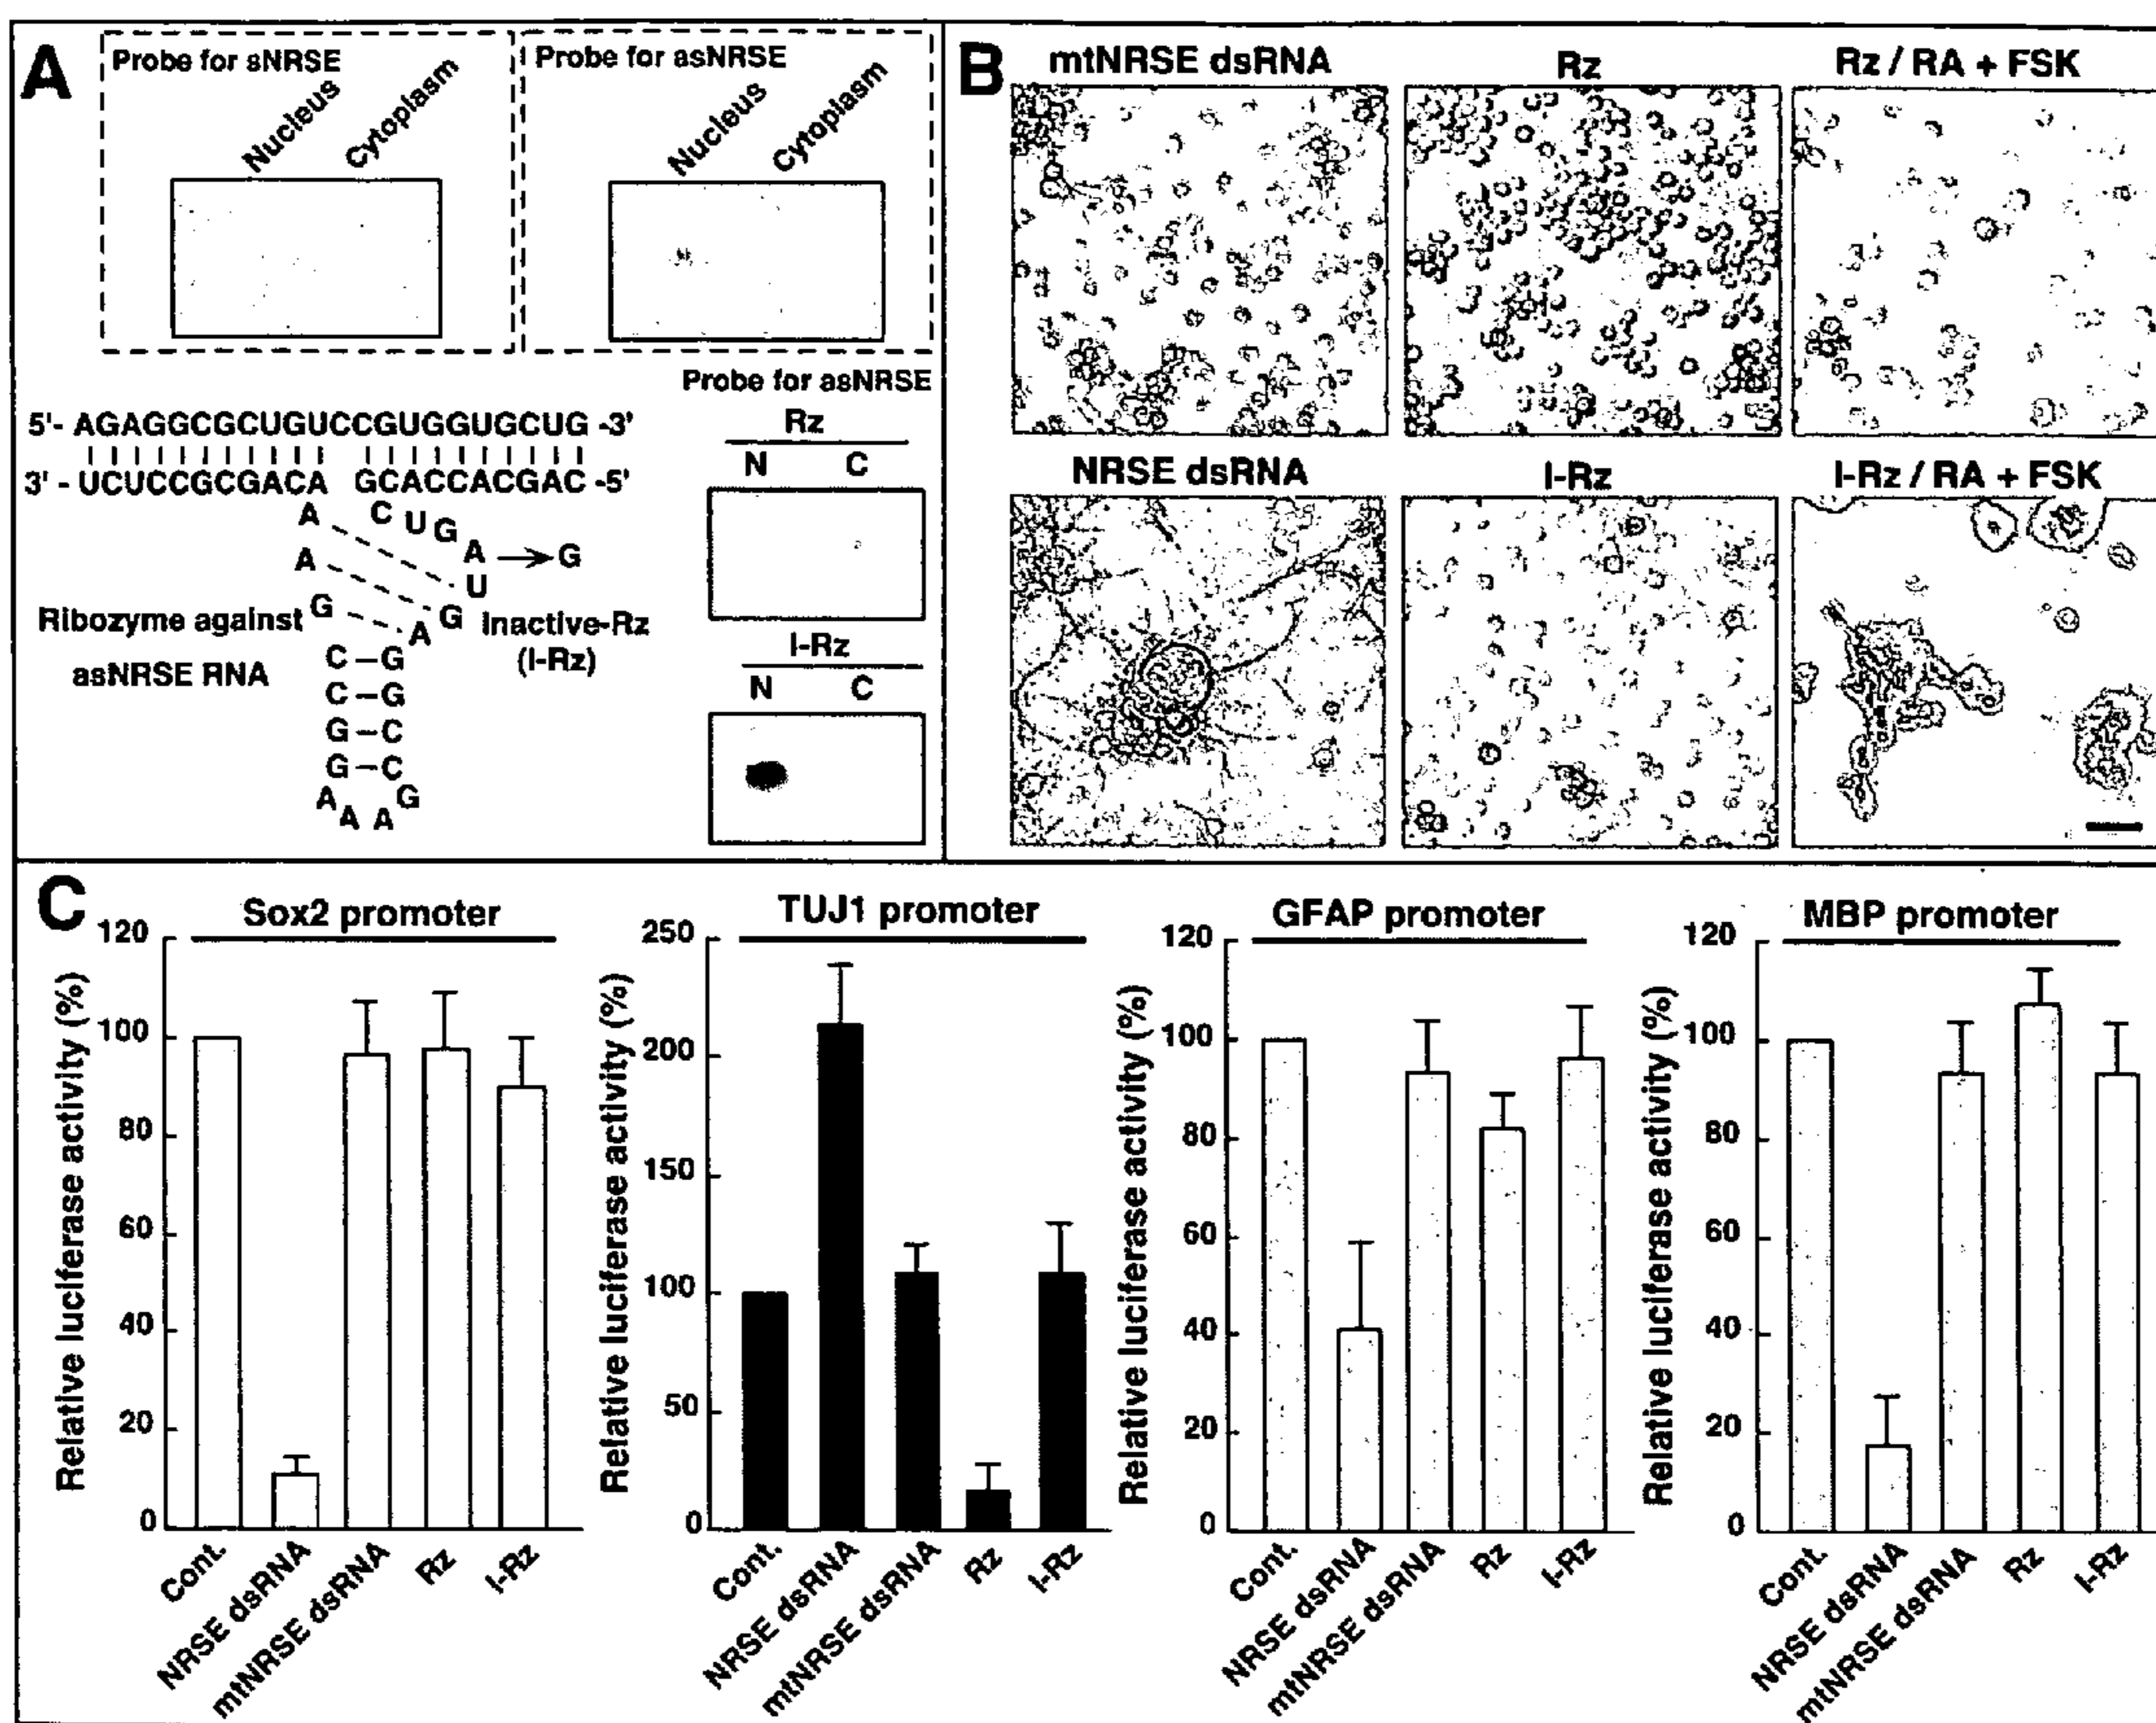 A
Probe for sNRSE
Nucleus
Cytoplasm
Probe for asNRSE
Nucleus
Cytoplasm
5'- AGAGGCGCUGUCCGUGGUGCUG -3'
3' - UCUCCGCGACA GCACCACGAC -5'
A
C U G
A → G
A
U
Ribozyme against
asNRSE RNA
G
G
A
Inactive-Rz
(I-Rz)
C – G
C – G
G – C
G – C
A
G
A A
Probe for asNRSE
Rz
N C
I-Rz
N C
B
mtNRSE dsRNA
Rz
Rz / RA + FSK
NRSE dsRNA
I-Rz
I-Rz / RA + FSK
C
Sox2 promoter
Relative luciferase activity (%)
120
100
80
60
40
20
0
Cont.
NRSE dsRNA
mtNRSE dsRNA
Rz
I-Rz
TUJ1 promoter
Relative luciferase activity (%)
250
200
150
100
50
0
Cont.
NRSE dsRNA
mtNRSE dsRNA
Rz
I-Rz
GFAP promoter
Relative luciferase activity (%)
120
100
80
60
40
20
0
Cont.
NRSE dsRNA
mtNRSE dsRNA
Rz
I-Rz
MBP promoter
Relative luciferase activity (%)
120
100
80
60
40
20
0
Cont.
NRSE dsRNA
mtNRSE dsRNA
Rz
I-Rz